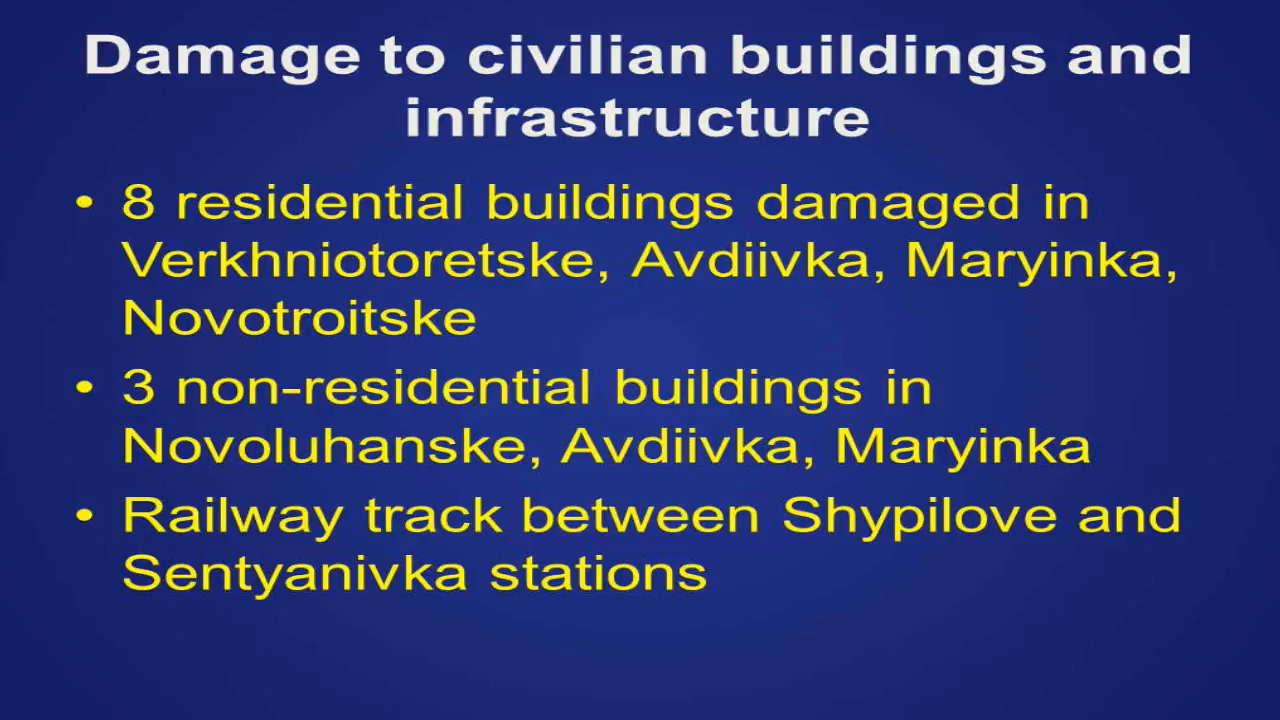 Damage to civilian buildings and
infrastructure
• 8 residential buildings damaged in
Verkhniotoretske, Avdiivka, Maryinka,
Novotroitske
• 3 non-residential buildings in
Novoluhanske, Avdiivka, Maryinka
• Railway track between Shypilove and
Sentyanivka stations